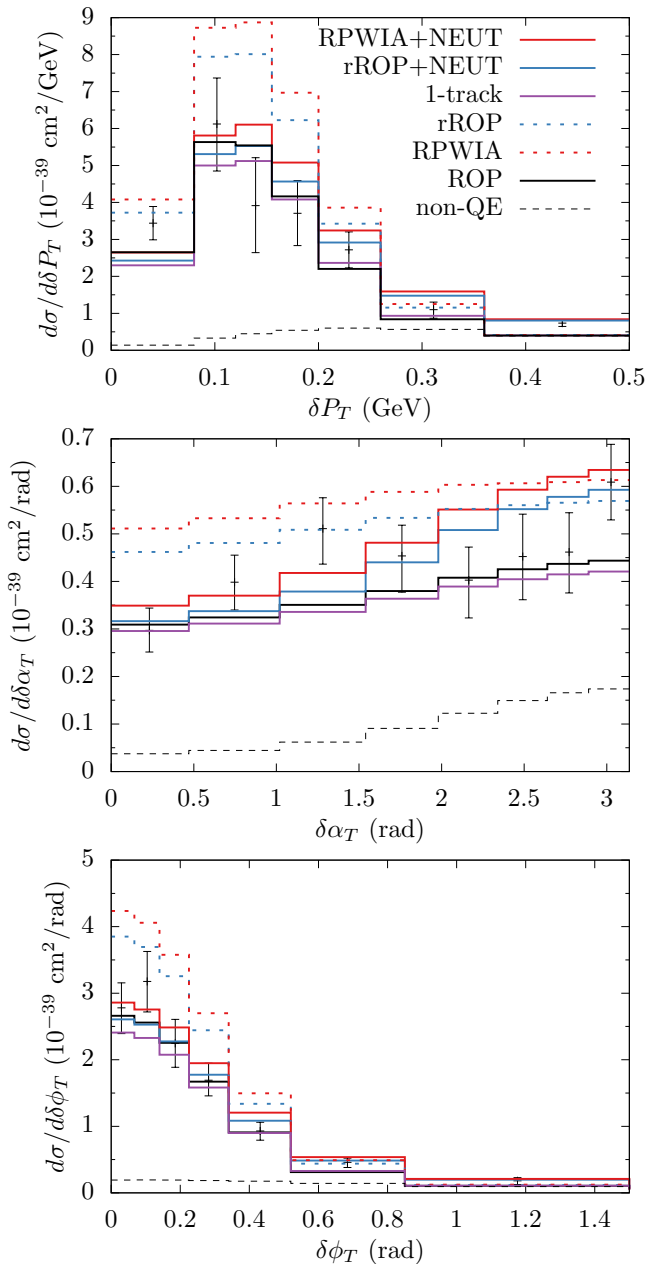 9
8
7
6
5
4
3
2
1
0
dσ/dδP_T (10^−39 cm^2/GeV)
RPWIA+NEUT
rROP+NEUT
1-track
rROP
RPWIA
ROP
non-QE
0 0.1 0.2 0.3 0.4 0.5
δP_T (GeV)
0.7
0.6
0.5
0.4
0.3
0.2
0.1
0
dσ/dδα_T (10^−39 cm^2/rad)
0 0.5 1 1.5 2 2.5 3
δα_T (rad)
5
4
3
2
1
0
dσ/dδϕ_T (10^−39 cm^2/rad)
0 0.2 0.4 0.6 0.8 1 1.2 1.4
δϕ_T (rad)